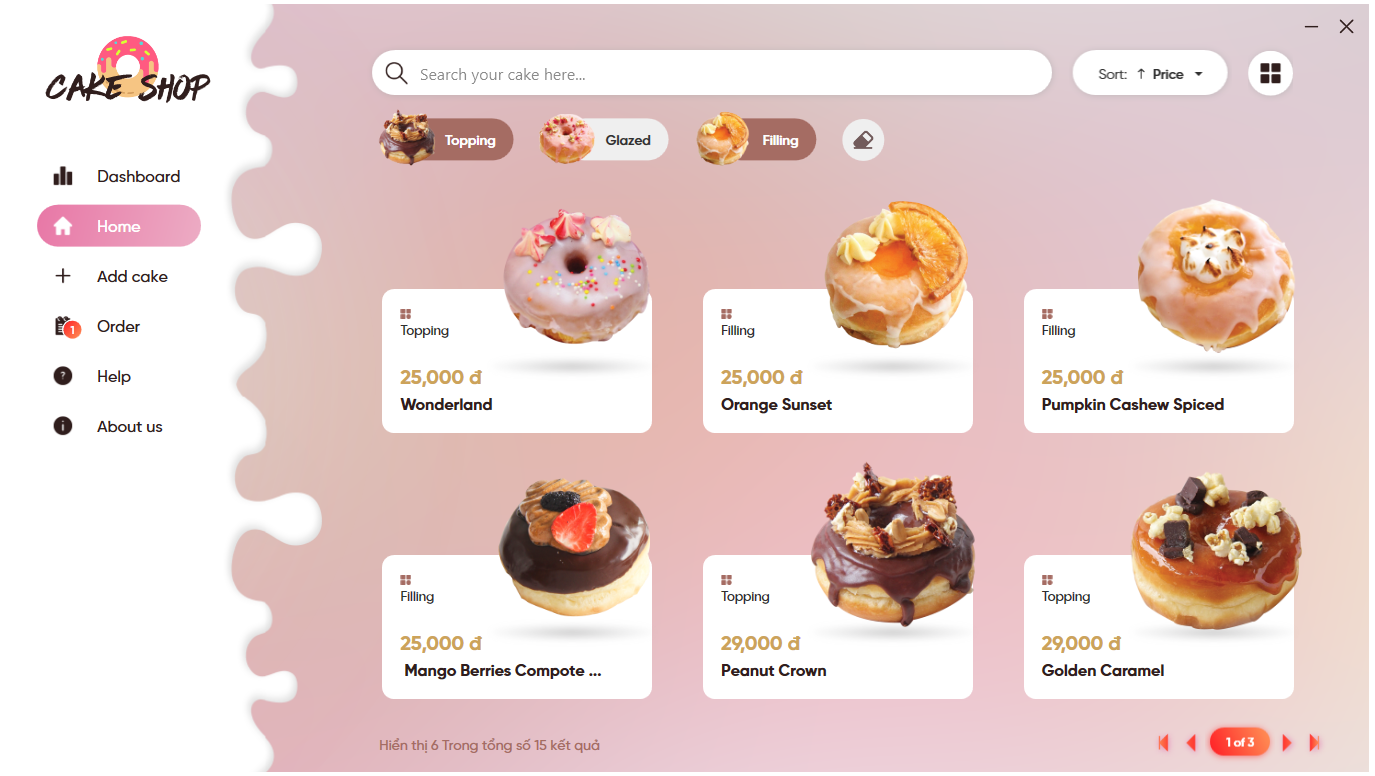 CAKE SHOP
Search your cake here...
Sort: ↑ Price
Topping
Glazed
Filling
Dashboard
Home
Add cake
1
Order
?
Help
i
About us
Topping
25,000 đ
Wonderland
Filling
25,000 đ
Orange Sunset
Filling
25,000 đ
Pumpkin Cashew Spiced
Filling
25,000 đ
Mango Berries Compote ...
Topping
29,000 đ
Peanut Crown
Topping
29,000 đ
Golden Caramel
Hiển thị 6 Trong tổng số 15 kết quả
1 of 3